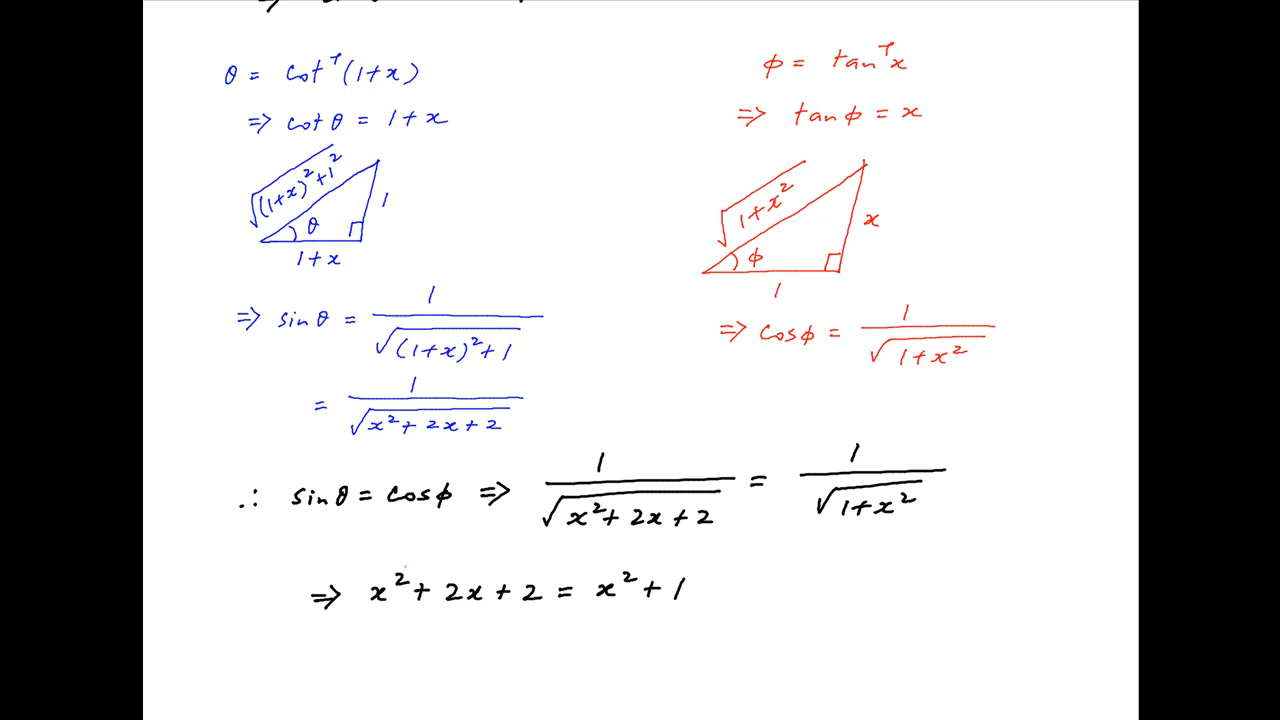 θ = cot⁻¹(1+x)
⇒ cot θ = 1 + x
√(1+x)² + 1²
1
θ
1+x
⇒ sin θ = 1 / √(1+x)² + 1
= 1 / √x² + 2x + 2
φ = tan⁻¹x
⇒ tan φ = x
√1+x²
x
φ
1
⇒ cos φ = 1 / √1+x²
∴ sin θ = cos φ ⇒ 1 / √x² + 2x + 2 = 1 / √1+x²
⇒ x² + 2x + 2 = x² + 1